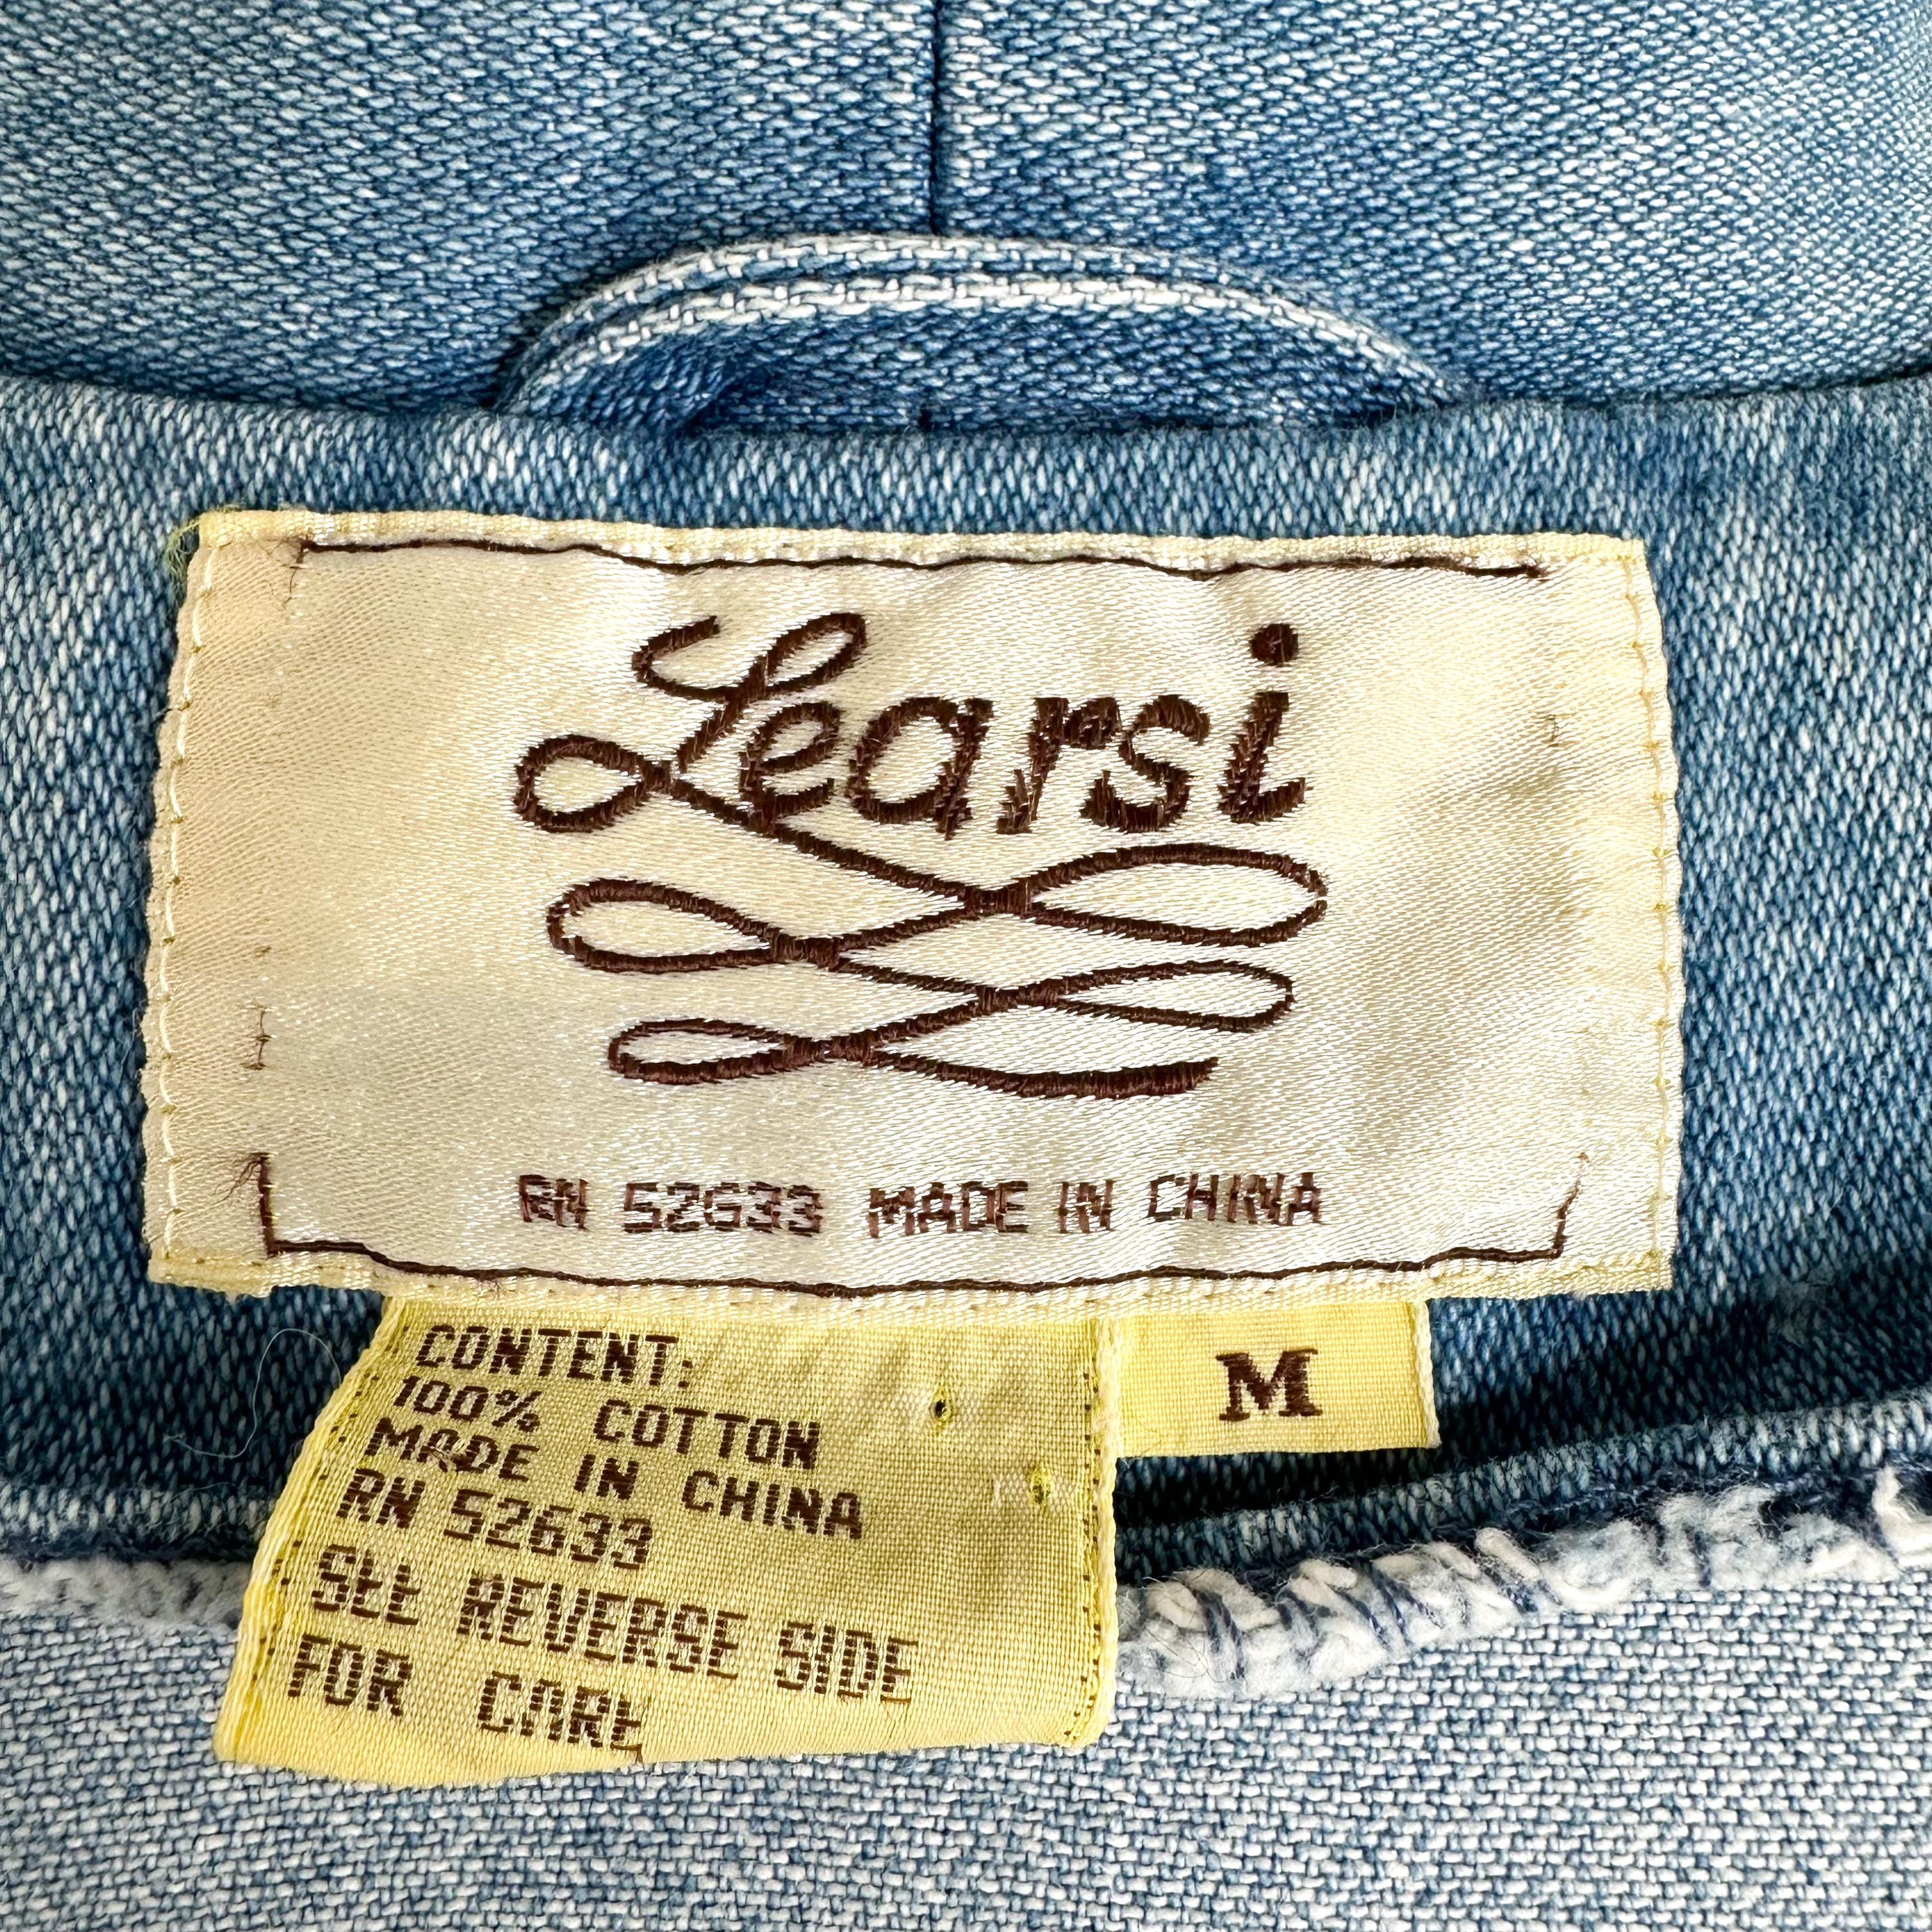 Learsi
RN 52633 MADE IN CHINA
CONTENT:
100% COTTON
MADE IN CHINA
RN 52633
SEE REVERSE SIDE
FOR CARE
M